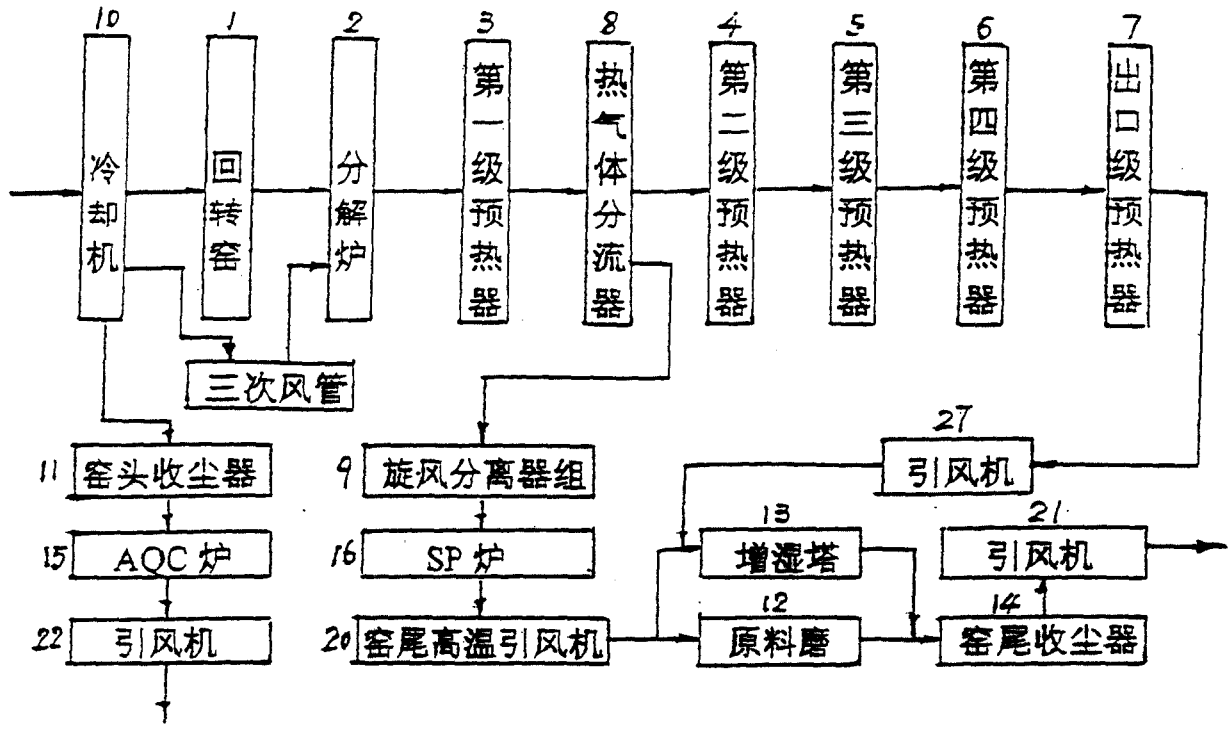 10 1 2 3 8 4 5 6 7
冷却机
回转窑
分解炉
第一级预热器
热气体分流器
第二级预热器
第三级预热器
第四级预热器
出口级预热器
三次风管
27
11 窑头收尘器
9 旋风分离器组
引风机
13
21
15 AQC 炉
16 SP炉
增湿塔
引风机
12
14
22 引风机
20 窑尾高温引风机
原料磨
窑尾收尘器